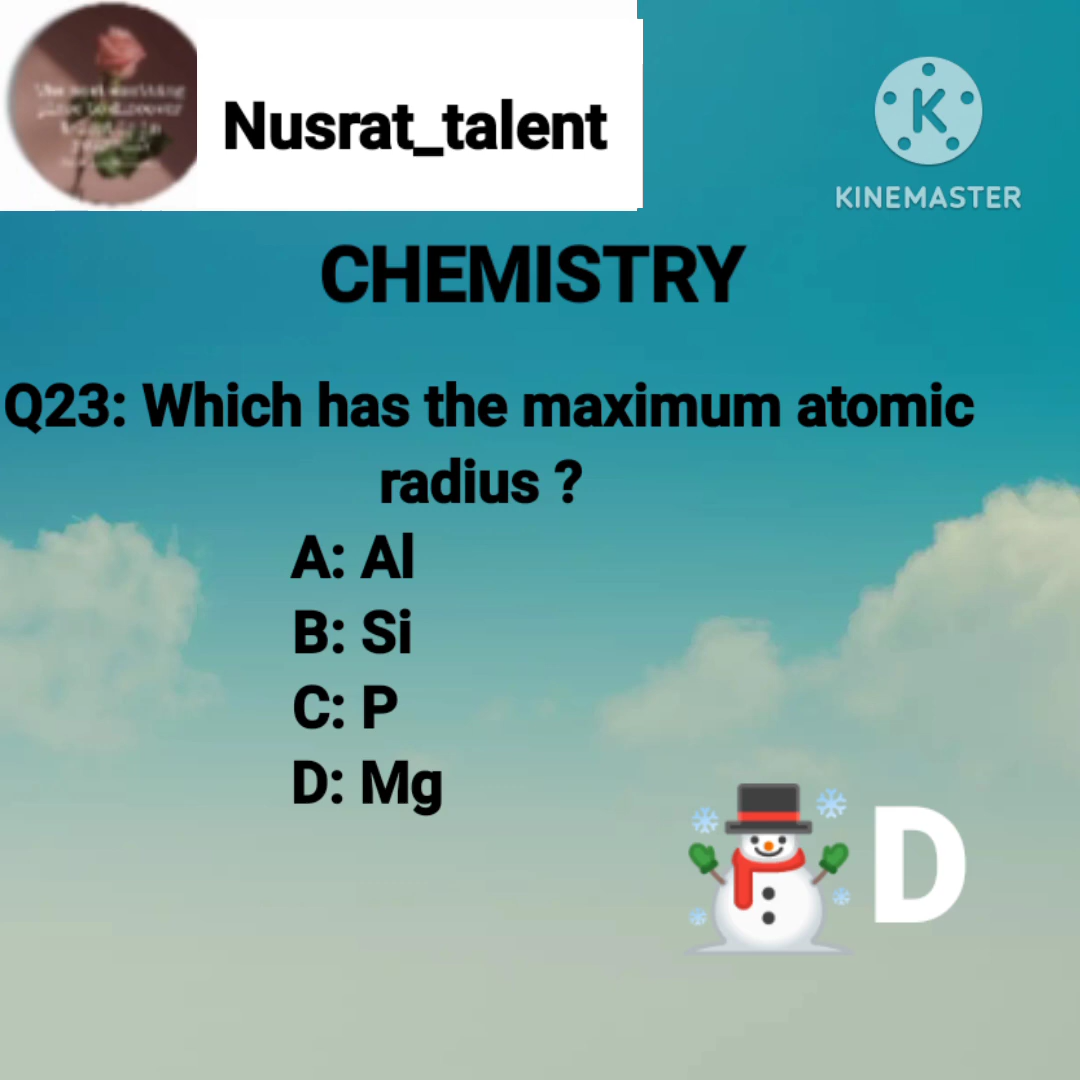 Nusrat_talent
K
KINEMASTER
CHEMISTRY
Q23: Which has the maximum atomic
radius ?
A: Al
B: Si
C: P
D: Mg
D